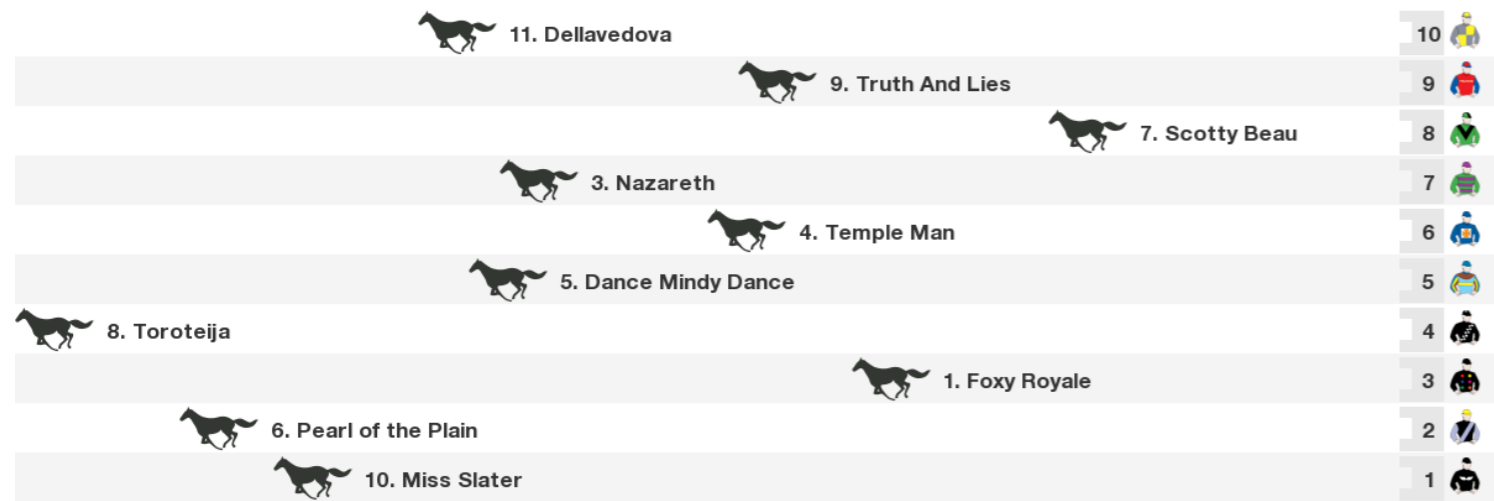 11. Dellavedova 10
9. Truth And Lies 9
7. Scotty Beau 8
3. Nazareth 7
4. Temple Man 6
5. Dance Mindy Dance 5
8. Toroteija 4
1. Foxy Royale 3
6. Pearl of the Plain 2
10. Miss Slater 1